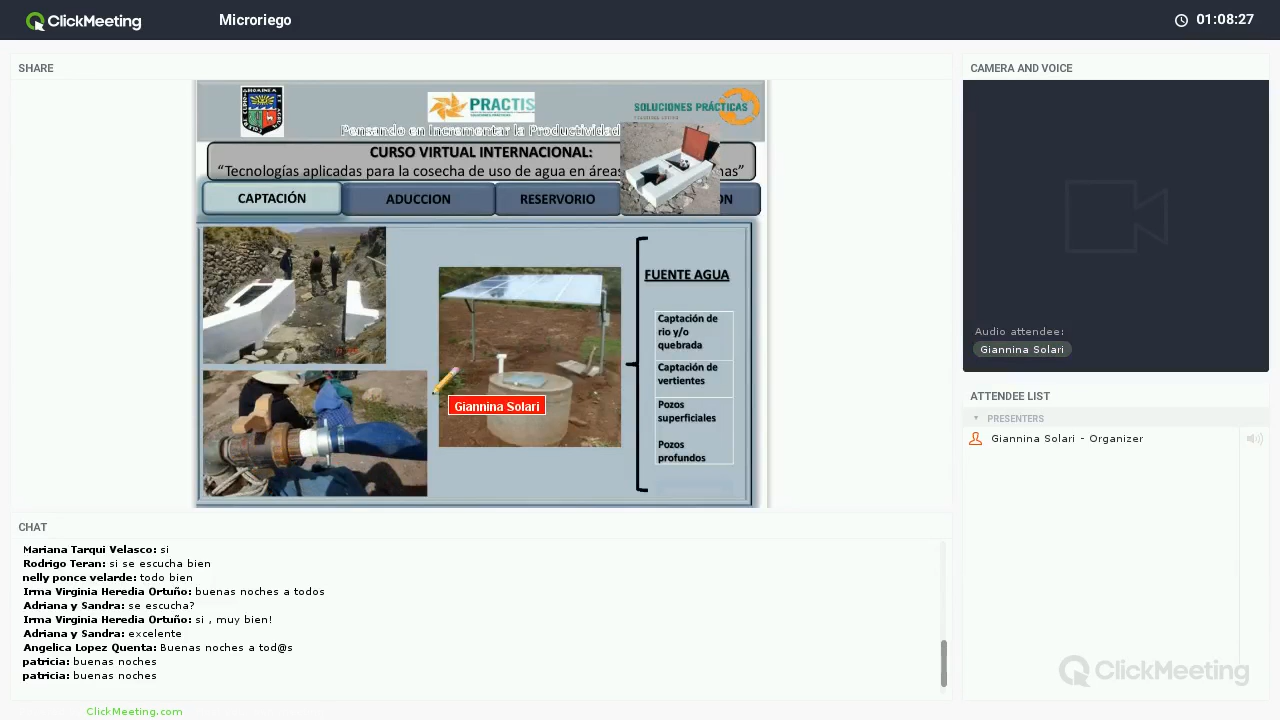 ClickMeeting
Microriego
01:08:27
SHARE
PRACTIS
SOLUCIONES PRÁCTICAS
SOLUCIONES PRÁCTICAS
Pensando en Incrementar la Productividad
CURSO VIRTUAL INTERNACIONAL:
“Tecnologías aplicadas para la cosecha de uso de agua en áreas nas”
CAPTACIÓN
ADUCCION
RESERVORIO
ON
FUENTE AGUA
Captación de
rio y/o
quebrada
Captación de
vertientes
Pozos
superficiales
Pozos
profundos
Giannina Solari
CAMERA AND VOICE
Audio attendee:
Giannina Solari
ATTENDEE LIST
PRESENTERS
Giannina Solari - Organizer
CHAT
Mariana Tarqui Velasco: si
Rodrigo Teran: si se escucha bien
nelly ponce velarde: todo bien
Irma Virginia Heredia Ortuño: buenas noches a todos
Adriana y Sandra: se escucha?
Irma Virginia Heredia Ortuño: si , muy bien!
Adriana y Sandra: excelente
Angelica Lopez Quenta: Buenas noches a tod@s
patricia: buenas noches
patricia: buenas noches
ClickMeeting
ClickMeeting.com